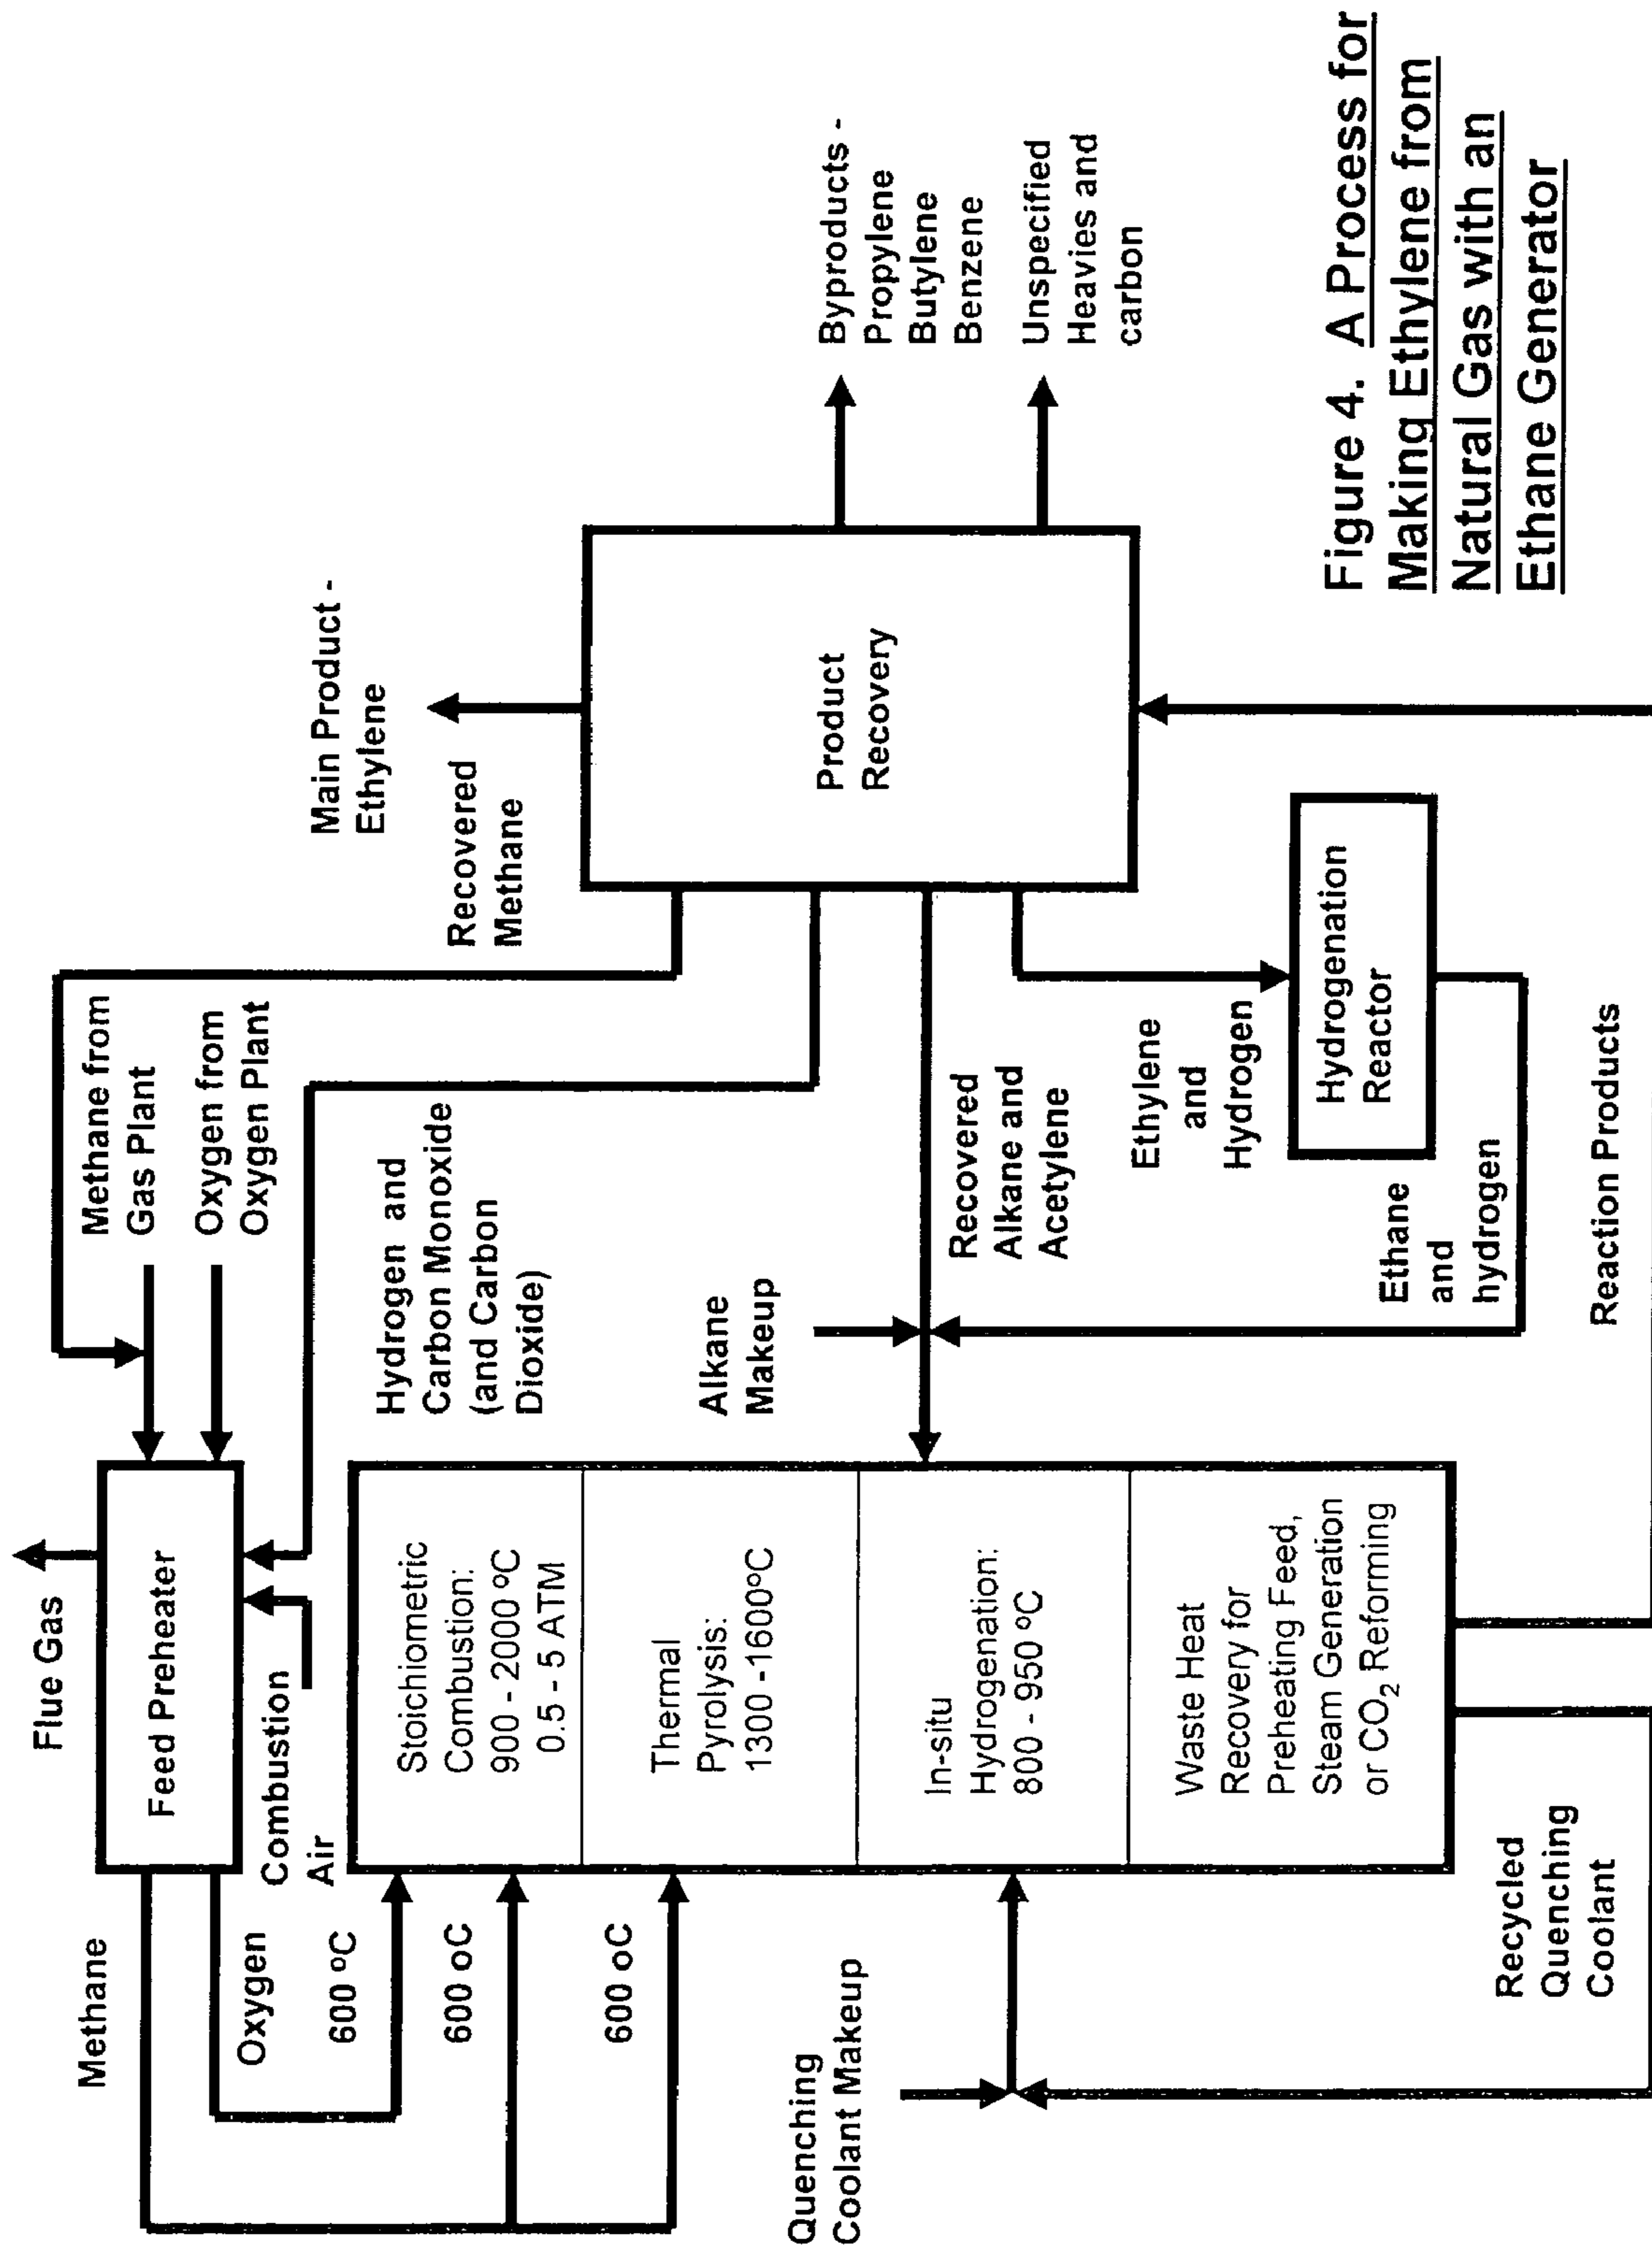 Flue Gas
Methane
Feed Preheater
Methane from
Gas Plant
Oxygen from
Oxygen Plant
Oxygen
Combustion
Air
600 ºC
600 oC
600 oC
Stoichiometric
Combustion:
900 - 2000 ºC
0.5 - 5 ATM
Thermal
Pyrolysis:
1300 -1600ºC
In-situ
Hydrogenation:
800 - 950 ºC
Waste Heat
Recovery for
Preheating Feed,
Steam Generation
or CO₂ Reforming
Quenching
Coolant Makeup
Recycled
Quenching
Coolant
Hydrogen and
Carbon Monoxide
(and Carbon
Dioxide)
Alkane
Makeup
Recovered
Alkane and
Acetylene
Ethylene
and
Hydrogen
Hydrogenation
Reactor
Ethane
and
hydrogen
Reaction Products
Recovered
Methane
Main Product -
Ethylene
Product
Recovery
Byproducts -
Propylene
Butylene
Benzene
Unspecified
Heavies and
carbon
Figure 4. A Process for
Making Ethylene from
Natural Gas with an
Ethane Generator